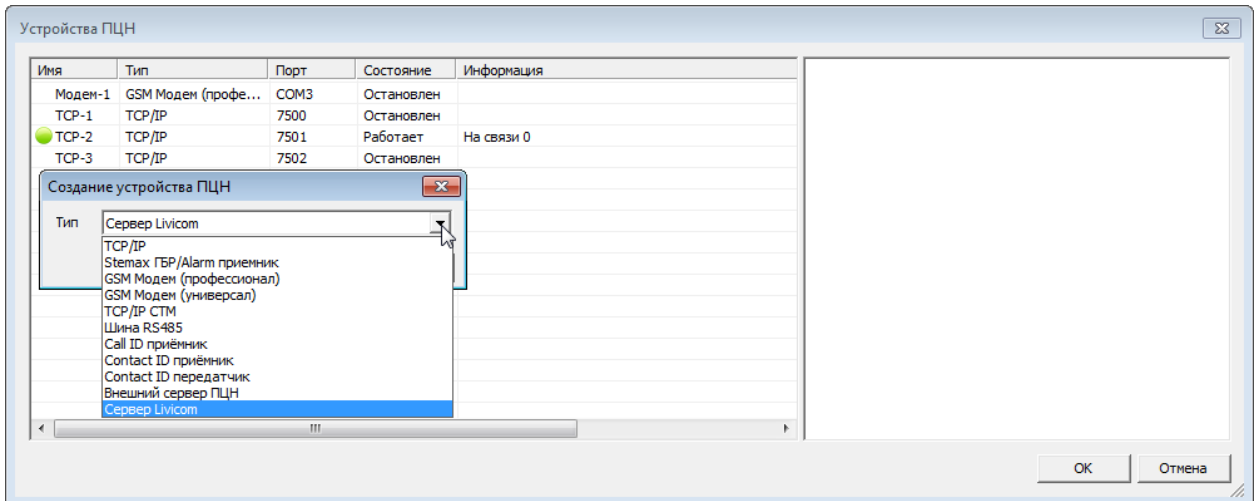 Устройства ПЦН
Имя Тип Порт Состояние Информация
Модем-1 GSM Модем (профе... COM3 Остановлен
TCP-1 TCP/IP 7500 Остановлен
TCP-2 TCP/IP 7501 Работает На связи 0
TCP-3 TCP/IP 7502 Остановлен
Создание устройства ПЦН
Тип Сервер Livicom
TCP/IP
Stemax ГБР/Alarm приемник
GSM Модем (профессионал)
GSM Модем (универсал)
TCP/IP СТМ
Шина RS485
Call ID приёмник
Contact ID приёмник
Contact ID передатчик
Внешний сервер ПЦН
Сервер Livicom
ОК Отмена